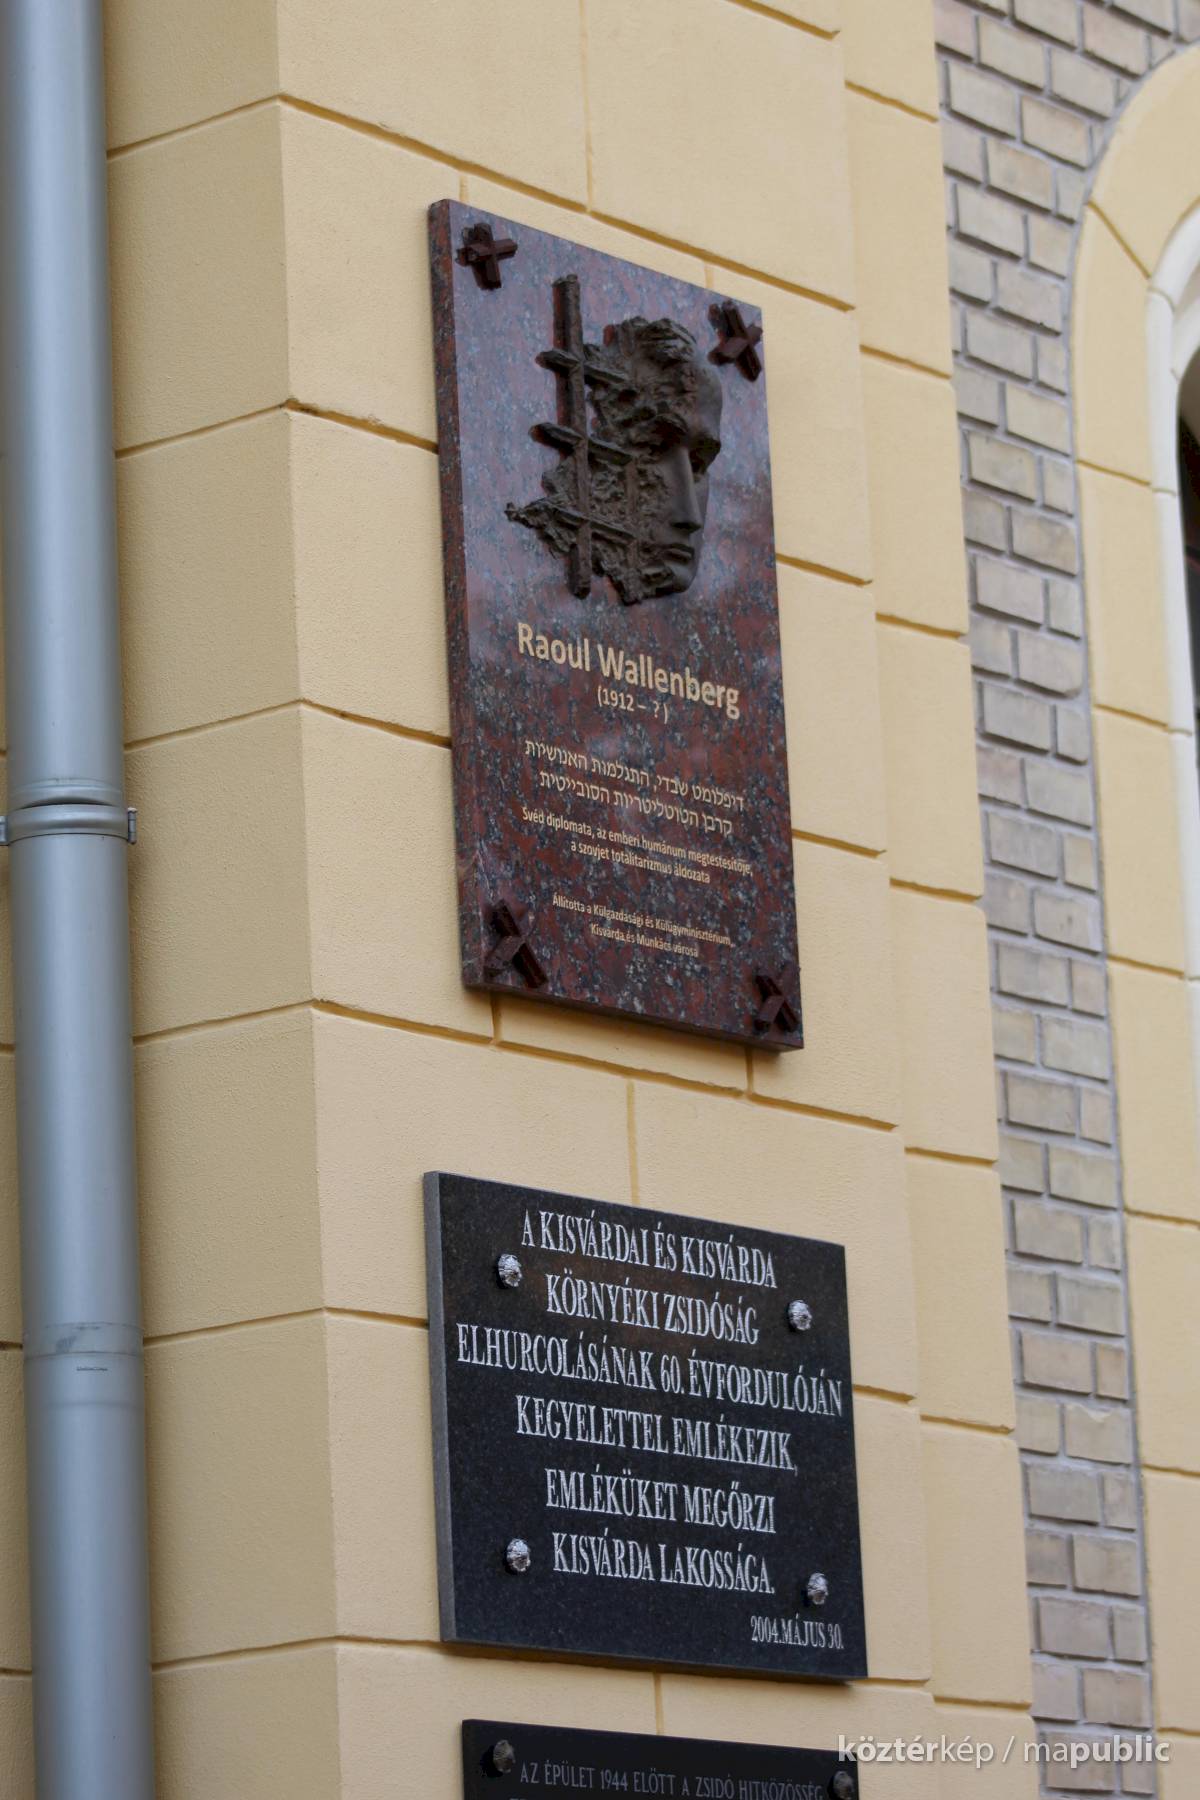 Raoul Wallenberg
(1912 – ? )
דיפלומט שבדי, התגלמות האנושיות
קרבן הטוטליטריות הסובייטית
Svéd diplomata, az emberi humánum megtestesítője,
a szovjet totalitarizmus áldozata
Állította a Külgazdasági és Külügyminisztérium,
Kisvárda és Munkács városa
A KISVÁRDAI ÉS KISVÁRDA
KÖRNYÉKI ZSIDÓSÁG
ELHURCOLÁSÁNAK 60. ÉVFORDULÓJÁN
KEGYELETTEL EMLÉKEZIK,
EMLÉKÜKET MEGŐRZI
KISVÁRDA LAKOSSÁGA.
2004.MÁJUS 30.
AZ ÉPÜLET 1944 ELŐTT A ZSIDÓ HITKÖZSÉG
köztérkép / mapublic